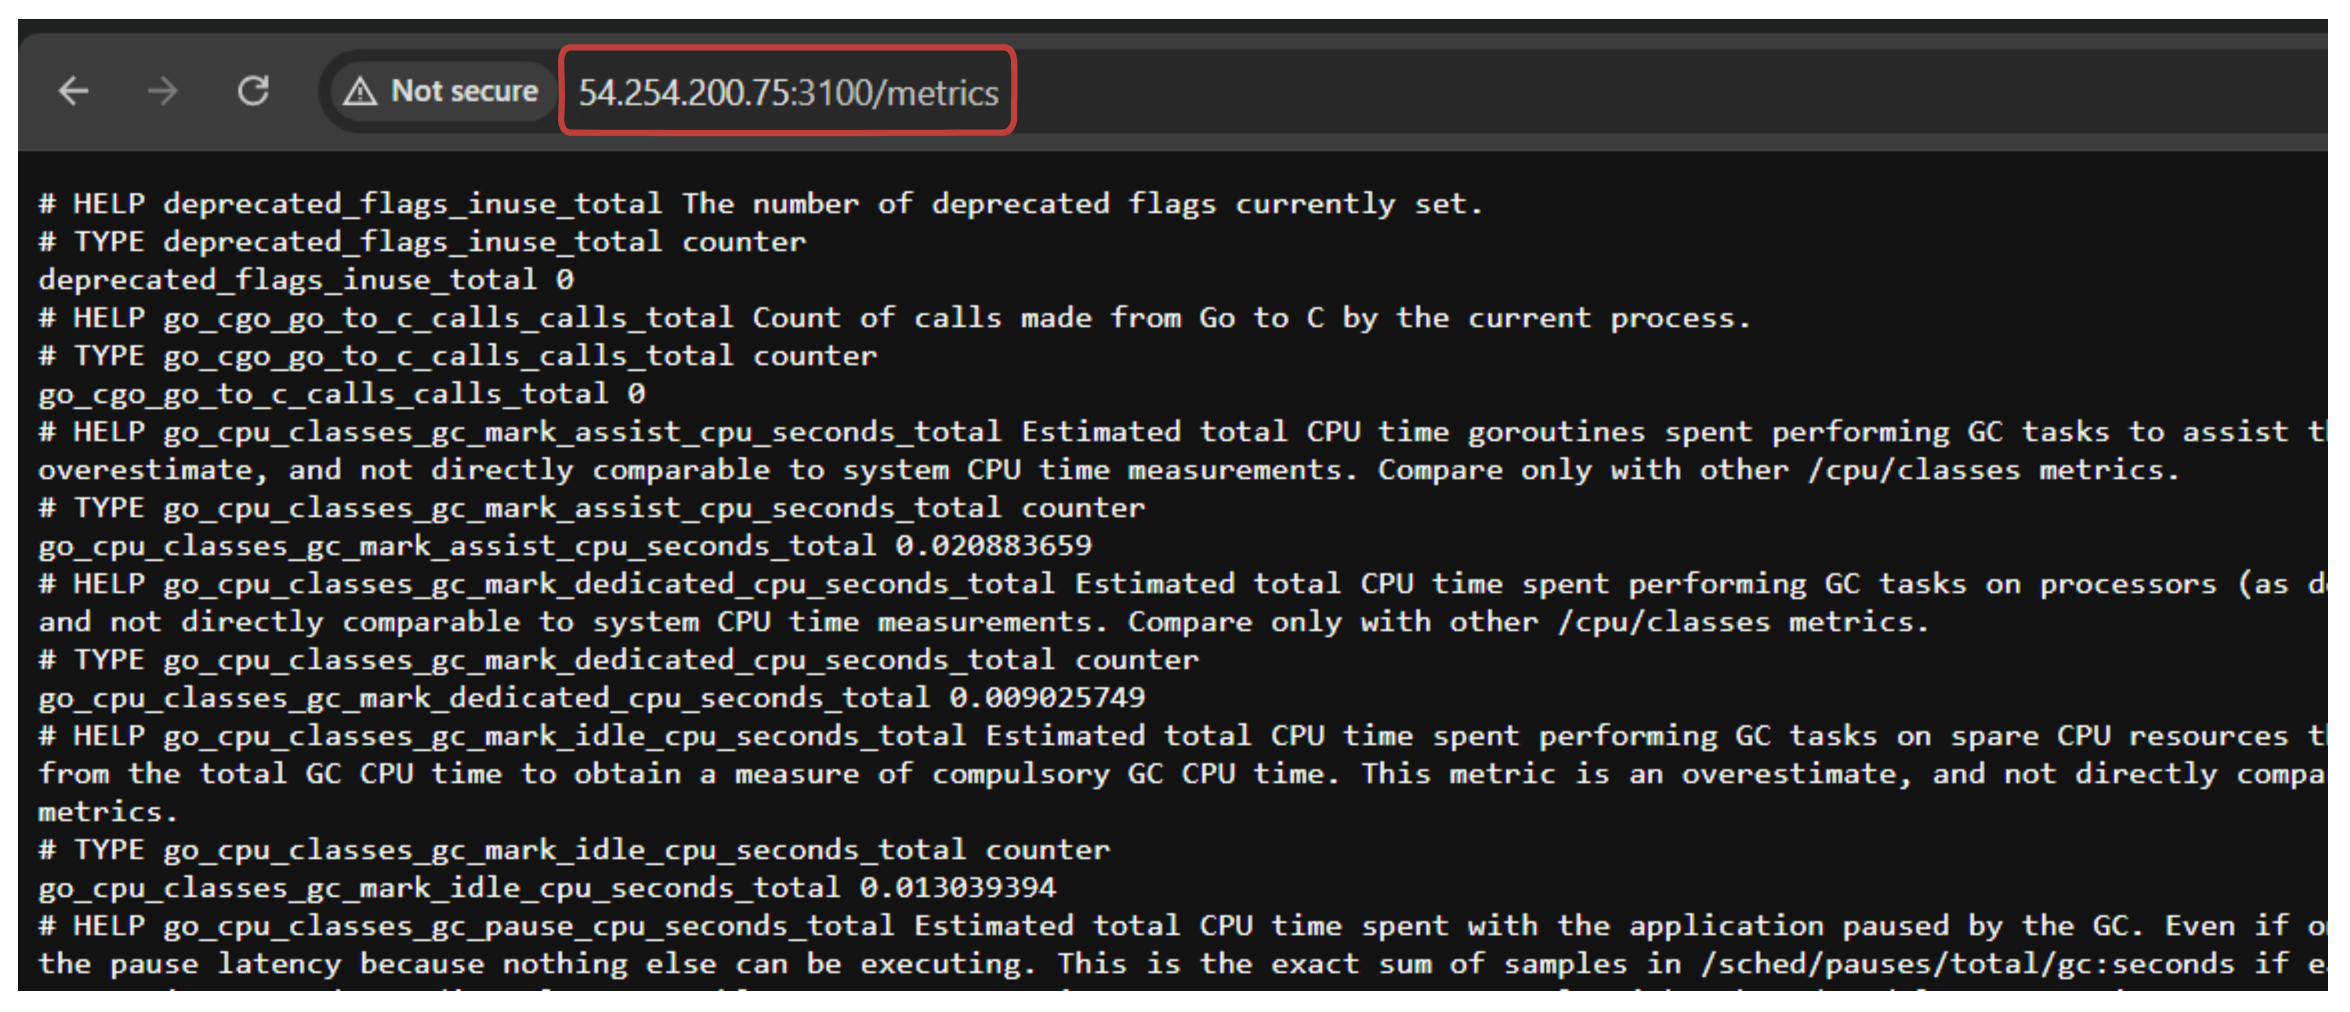 Not secure 54.254.200.75:3100/metrics
# HELP deprecated_flags_inuse_total The number of deprecated flags currently set.
# TYPE deprecated_flags_inuse_total counter
deprecated_flags_inuse_total 0
# HELP go_cgo_go_to_c_calls_calls_total Count of calls made from Go to C by the current process.
# TYPE go_cgo_go_to_c_calls_calls_total counter
go_cgo_go_to_c_calls_calls_total 0
# HELP go_cpu_classes_gc_mark_assist_cpu_seconds_total Estimated total CPU time goroutines spent performing GC tasks to assist
overestimate, and not directly comparable to system CPU time measurements. Compare only with other /cpu/classes metrics.
# TYPE go_cpu_classes_gc_mark_assist_cpu_seconds_total counter
go_cpu_classes_gc_mark_assist_cpu_seconds_total 0.020883659
# HELP go_cpu_classes_gc_mark_dedicated_cpu_seconds_total Estimated total CPU time spent performing GC tasks on processors (as
and not directly comparable to system CPU time measurements. Compare only with other /cpu/classes metrics.
# TYPE go_cpu_classes_gc_mark_dedicated_cpu_seconds_total counter
go_cpu_classes_gc_mark_dedicated_cpu_seconds_total 0.009025749
# HELP go_cpu_classes_gc_mark_idle_cpu_seconds_total Estimated total CPU time spent performing GC tasks on spare CPU resources
from the total GC CPU time to obtain a measure of compulsory GC CPU time. This metric is an overestimate, and not directly compa
metrics.
# TYPE go_cpu_classes_gc_mark_idle_cpu_seconds_total counter
go_cpu_classes_gc_mark_idle_cpu_seconds_total 0.013039394
# HELP go_cpu_classes_gc_pause_cpu_seconds_total Estimated total CPU time spent with the application paused by the GC. Even if
the pause latency because nothing else can be executing. This is the exact sum of samples in /sched/pauses/total/gc:seconds if